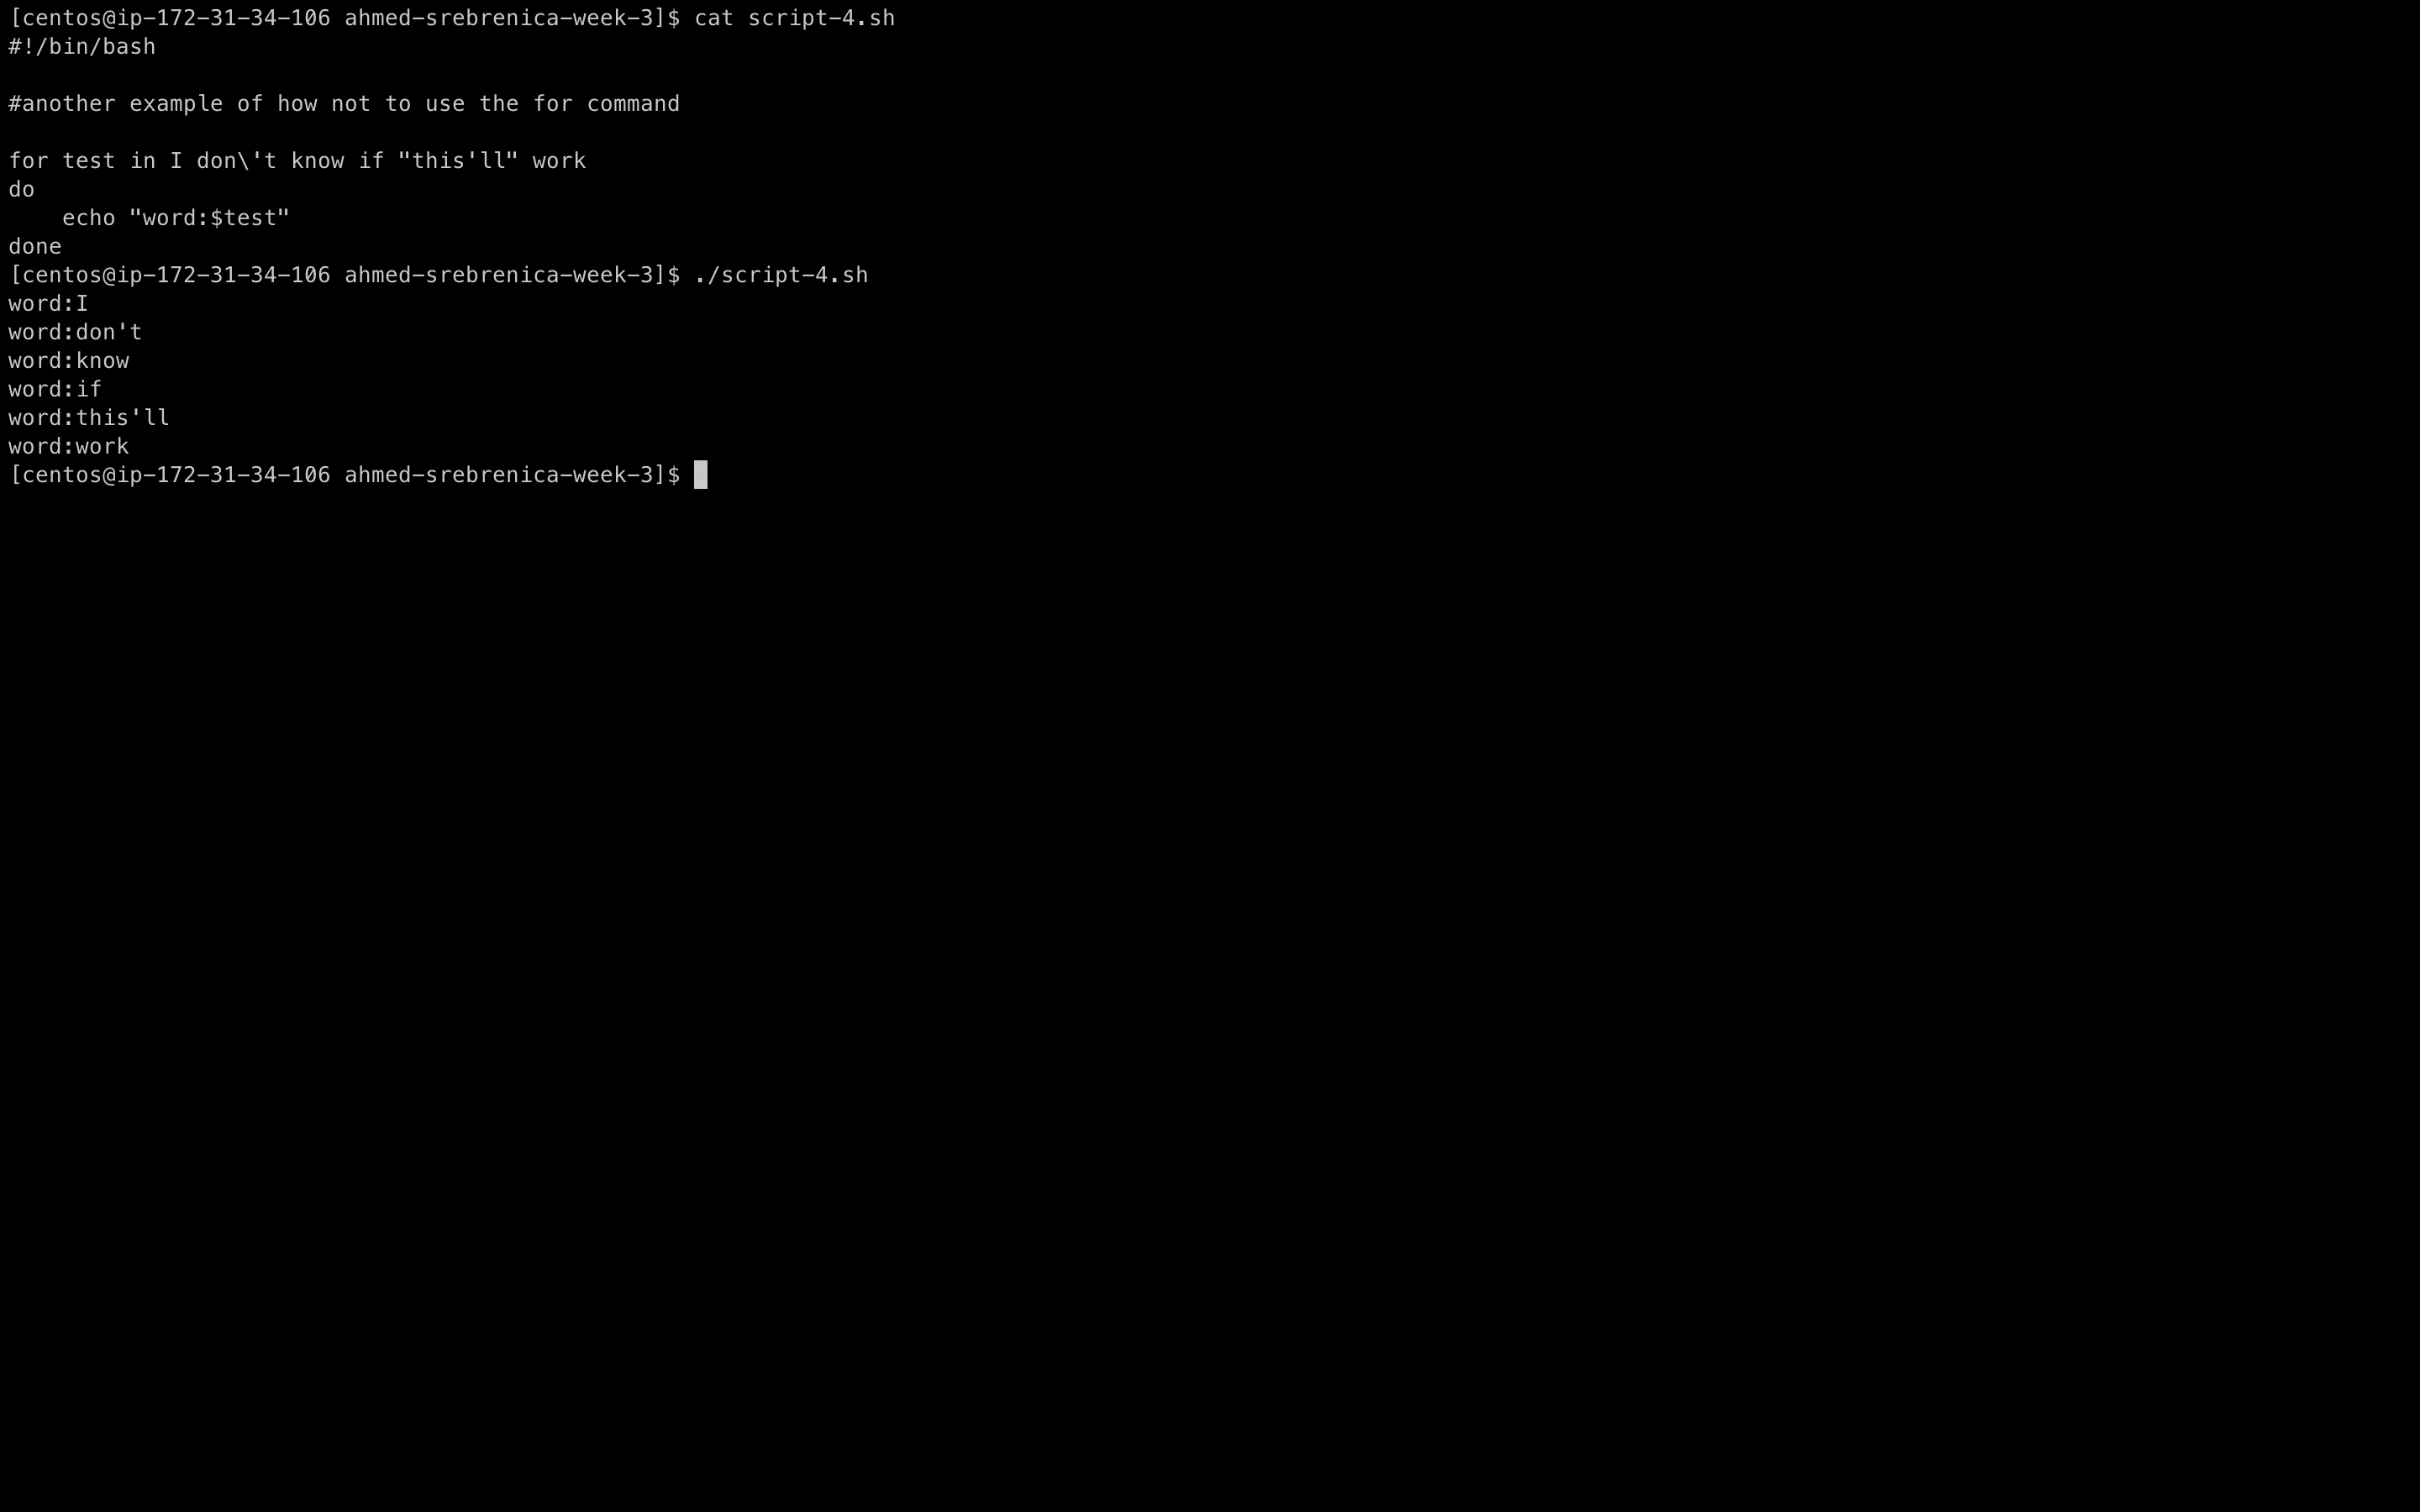 [centos@ip-172-31-34-106 ahmed-srebrenica-week-3]$ cat script-4.sh
#!/bin/bash
#another example of how not to use the for command
for test in I don\'t know if "this'll" work
do
    echo "word:$test"
done
[centos@ip-172-31-34-106 ahmed-srebrenica-week-3]$ ./script-4.sh
word:I
word:don't
word:know
word:if
word:this'll
word:work
[centos@ip-172-31-34-106 ahmed-srebrenica-week-3]$